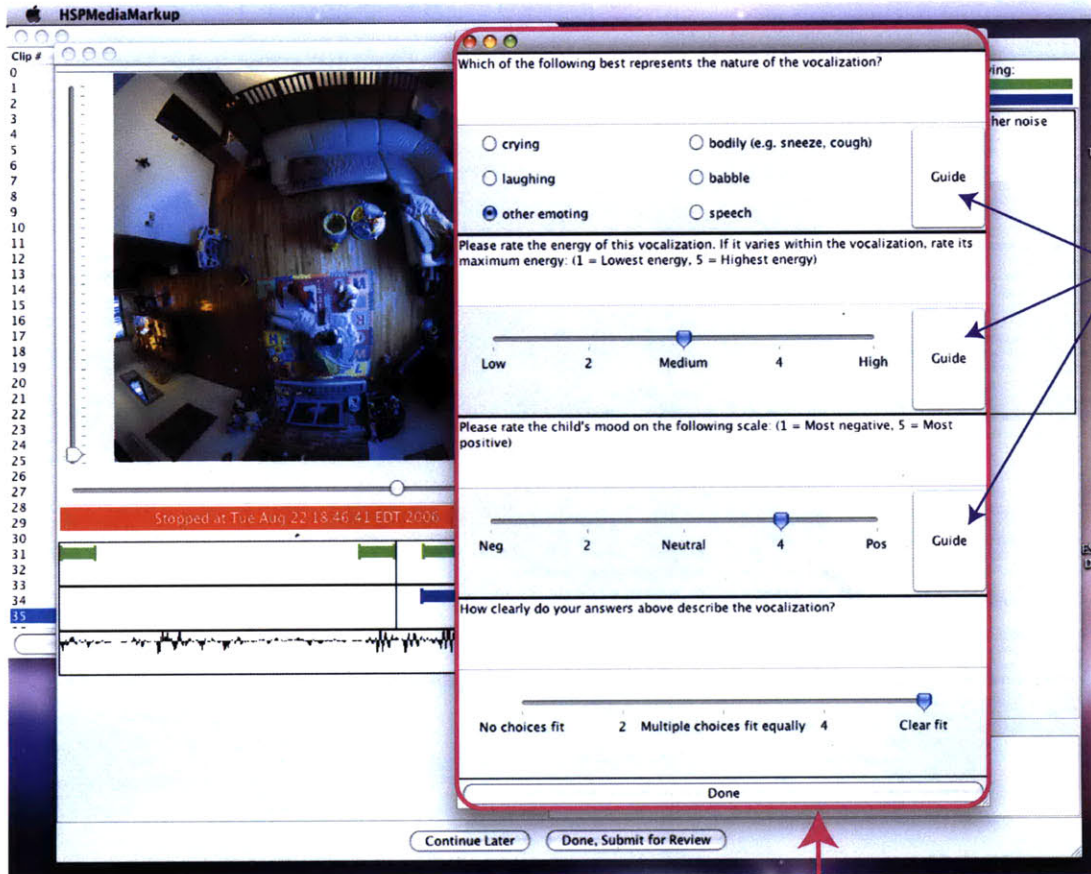 HSPMediaMarkup
Clip #
0
1
2
3
4
5
6
7
8
9
10
11
12
13
14
15
16
17
18
19
20
21
22
23
24
25
26
27
28
29
30
31
32
33
34
35
Stopped at Tue Aug 22 18:46:41 EDT 2006
Which of the following best represents the nature of the vocalization?
crying
bodily (e.g. sneeze, cough)
laughing
babble
other emoting
speech
Guide
Please rate the energy of this vocalization. If it varies within the vocalization, rate its
maximum energy: (1 = Lowest energy, 5 = Highest energy)
Low 2 Medium 4 High
Guide
Please rate the child's mood on the following scale: (1 = Most negative, 5 = Most
positive)
Neg 2 Neutral 4 Pos
Guide
How clearly do your answers above describe the vocalization?
No choices fit 2 Multiple choices fit equally 4 Clear fit
Done
her noise
Continue Later
Done, Submit for Review